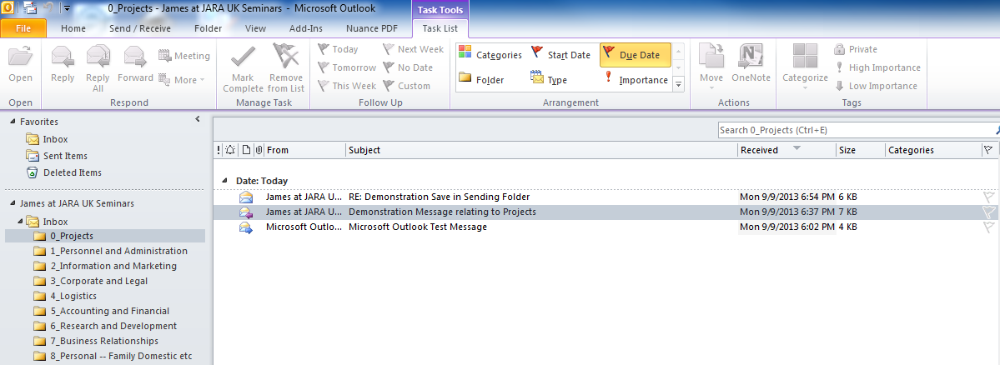 0_Projects - James at JARA UK Seminars - Microsoft Outlook
Task Tools
File Home Send / Receive Folder View Add-Ins Nuance PDF Task List
Open
Reply
Reply All
Forward
Meeting
More
Mark Complete
Remove from List
Today
Tomorrow
This Week
Next Week
No Date
Custom
Categories
Start Date
Due Date
Folder
Type
Importance
Move
OneNote
Categorize
Private
High Importance
Low Importance
Open Respond Manage Task Follow Up Arrangement Actions Tags
Favorites
Inbox
Sent Items
Deleted Items
James at JARA UK Seminars
Inbox
0_Projects
1_Personnel and Administration
2_Information and Marketing
3_Corporate and Legal
4_Logistics
5_Accounting and Financial
6_Research and Development
7_Business Relationships
8_Personal -- Family Domestic etc
Search 0_Projects (Ctrl+E)
! From Subject Received Size Categories
Date: Today
James at JARA U... RE: Demonstration Save in Sending Folder Mon 9/9/2013 6:54 PM 6 KB
James at JARA U... Demonstration Message relating to Projects Mon 9/9/2013 6:37 PM 7 KB
Microsoft Outlo... Microsoft Outlook Test Message Mon 9/9/2013 6:02 PM 4 KB